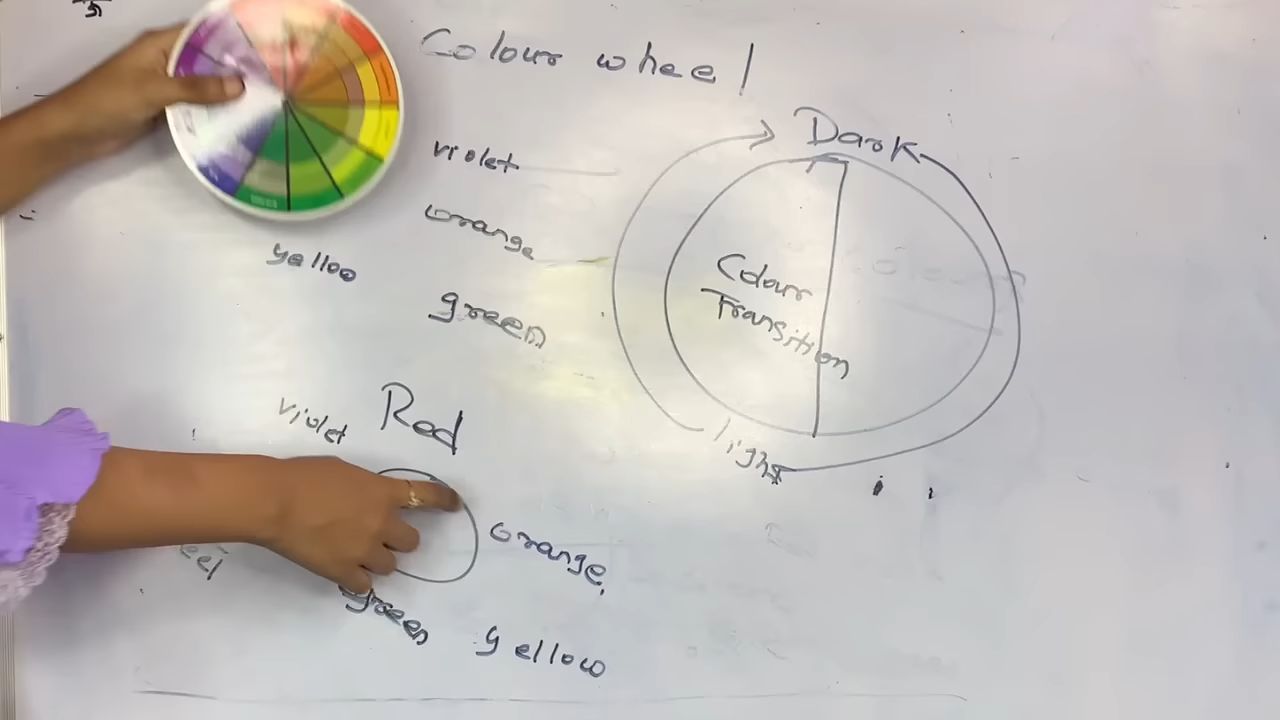 Colour wheel
violet
orange
green
yelloo
Dark
Colour
Transition
light
violet
Red
orange
green
yellow